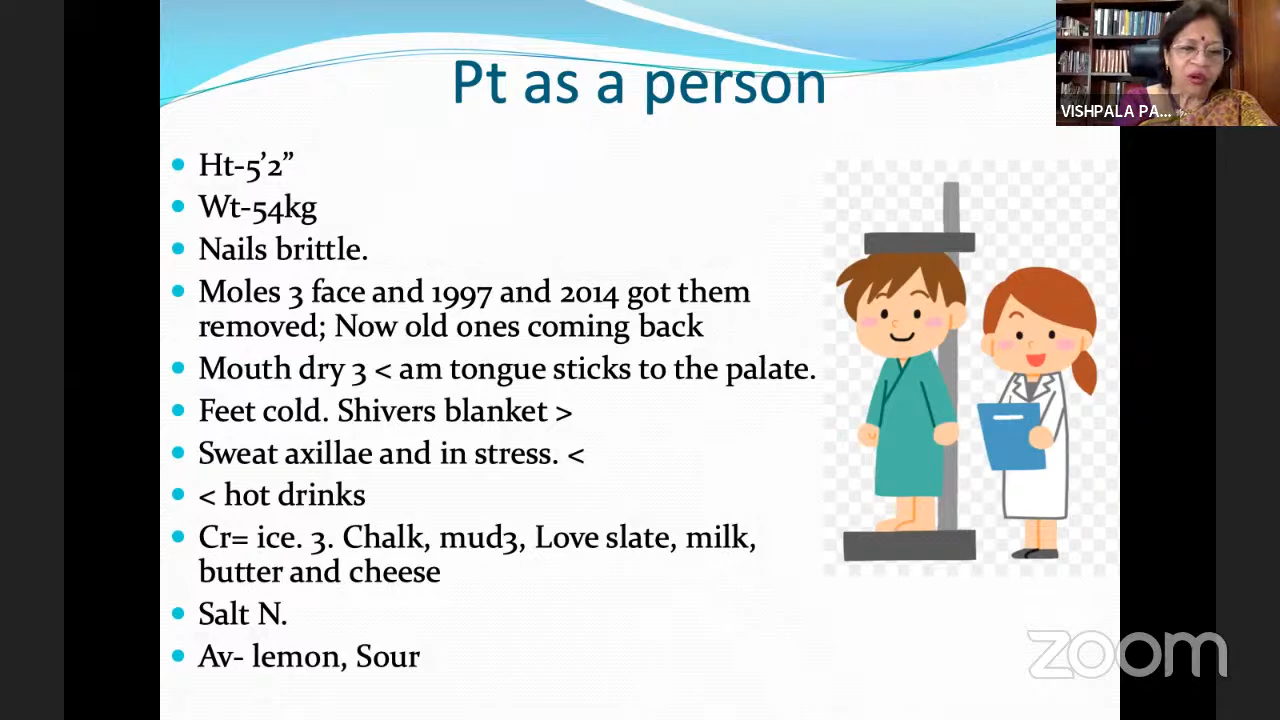 Pt as a person
VISHPALA PA...
Ht-5’2”
Wt-54kg
Nails brittle.
Moles 3 face and 1997 and 2014 got them
removed; Now old ones coming back
Mouth dry 3 < am tongue sticks to the palate.
Feet cold. Shivers blanket >
Sweat axillae and in stress. <
< hot drinks
Cr= ice. 3. Chalk, mud3, Love slate, milk,
butter and cheese
Salt N.
Av- lemon, Sour
zoom